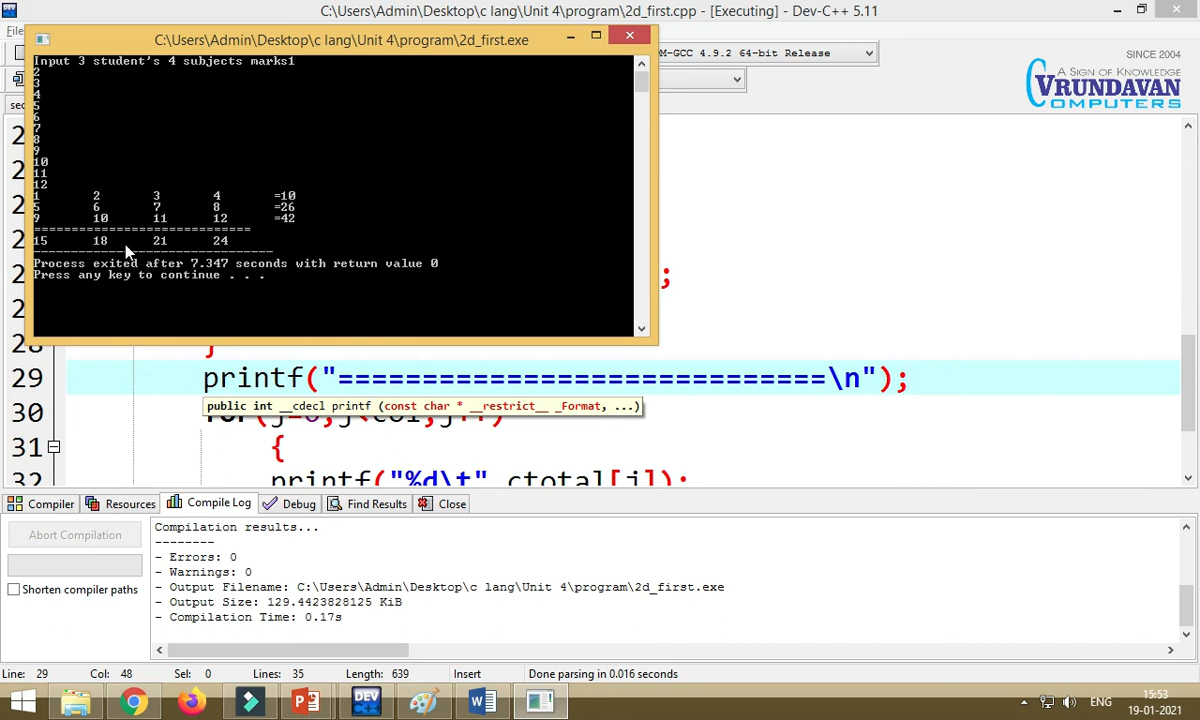 C:\Users\Admin\Desktop\c lang\Unit 4\program\2d_first.cpp - [Executing] - Dev-C++ 5.11
File
C:\Users\Admin\Desktop\c lang\Unit 4\program\2d_first.exe
M-GCC 4.9.2 64-bit Release
SINCE 2004
A SIGN OF KNOWLEDGE
VRUNDAVAN
COMPUTERS
Input 3 student's 4 subjects marks1
2
3
4
5
6
7
8
9
10
11
12
1 2 3 4 =10
5 6 7 8 =26
9 10 11 12 =42
===========================
15 18 21 24
Process exited after 7.347 seconds with return value 0
Press any key to continue . . .
;
28 }
29 printf("==============================\n");
public int __cdecl printf (const char * __restrict__ _Format, ...)
30 for(j=0;j<col;j++)
31 {
32 printf("%d\t",ctotal[j]);
Compiler Resources Compile Log Debug Find Results Close
Abort Compilation
Shorten compiler paths
Compilation results...
--------
- Errors: 0
- Warnings: 0
- Output Filename: C:\Users\Admin\Desktop\c lang\Unit 4\program\2d_first.exe
- Output Size: 129.4423828125 KiB
- Compilation Time: 0.17s
Line: 29 Col: 48 Sel: 0 Lines: 35 Length: 639 Insert Done parsing in 0.016 seconds
ENG
15:53
19-01-2021